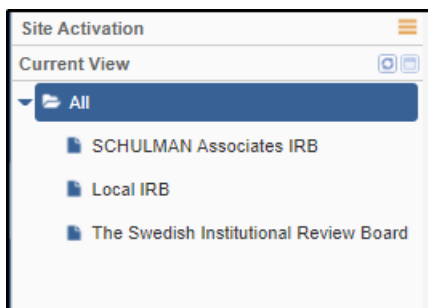 Site Activation
Current View
All
SCHULMAN Associates IRB
Local IRB
The Swedish Institutional Review Board